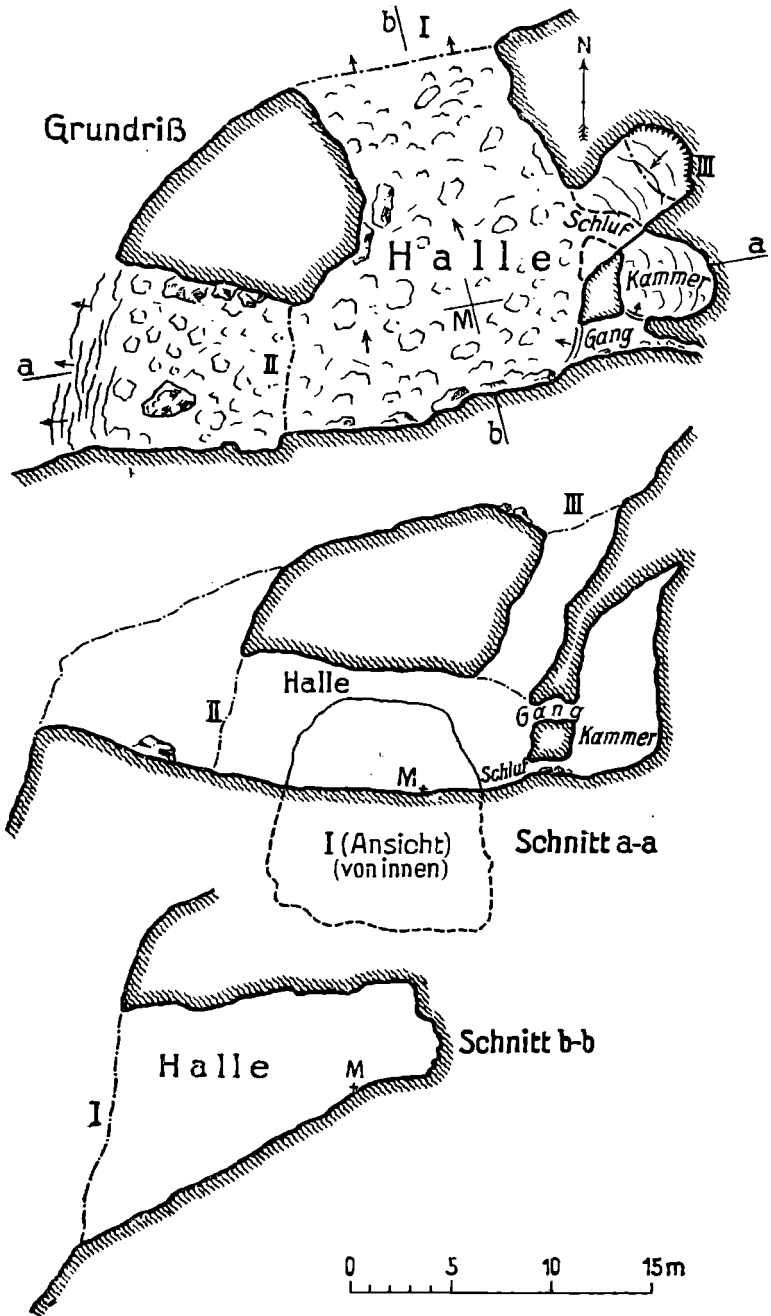 b I
N
Grundriß
III
Schluf
Halle
a
Kammer
M
Gang
II
a
b
III
Halle
II
Gang
Kammer
M
Schluf
I (Ansicht)
(von innen)
Schnitt a-a
Schnitt b-b
Halle
M
I
0 5 10 15 m